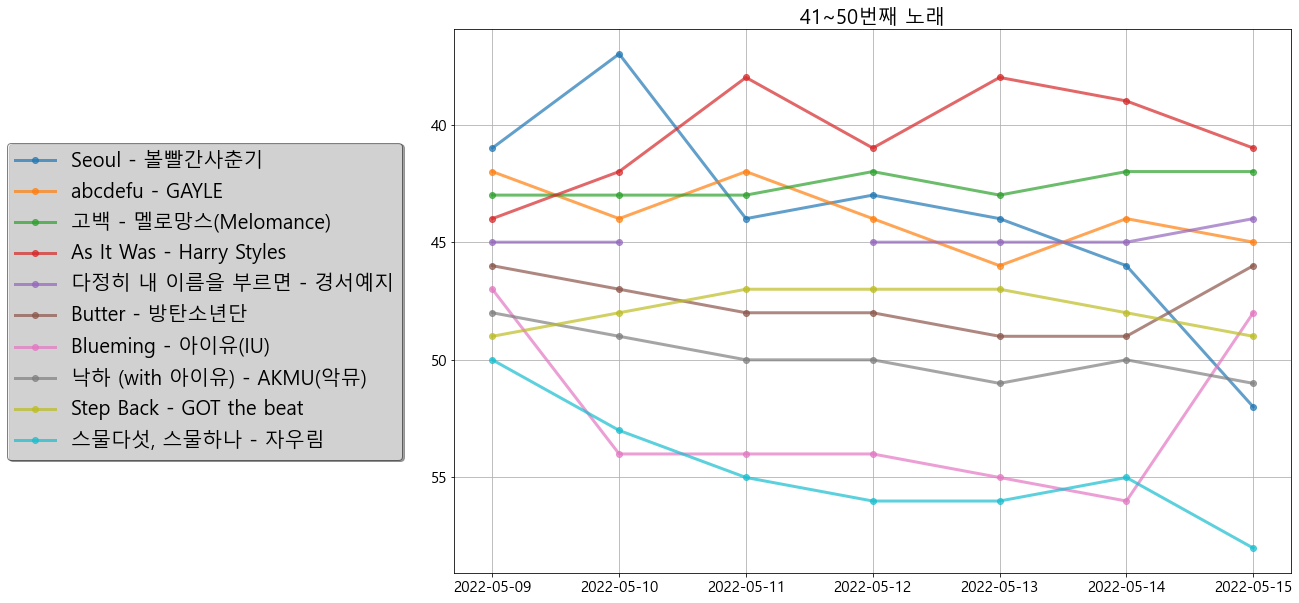 41~50번째 노래
Seoul - 볼빨간사춘기
abcdefu - GAYLE
고백 - 멜로망스(Melomance)
As It Was - Harry Styles
다정히 내 이름을 부르면 - 경서예지
Butter - 방탄소년단
Blueming - 아이유(IU)
낙하 (with 아이유) - AKMU(악뮤)
Step Back - GOT the beat
스물다섯, 스물하나 - 자우림
40
45
50
55
2022-05-09 2022-05-10 2022-05-11 2022-05-12 2022-05-13 2022-05-14 2022-05-15